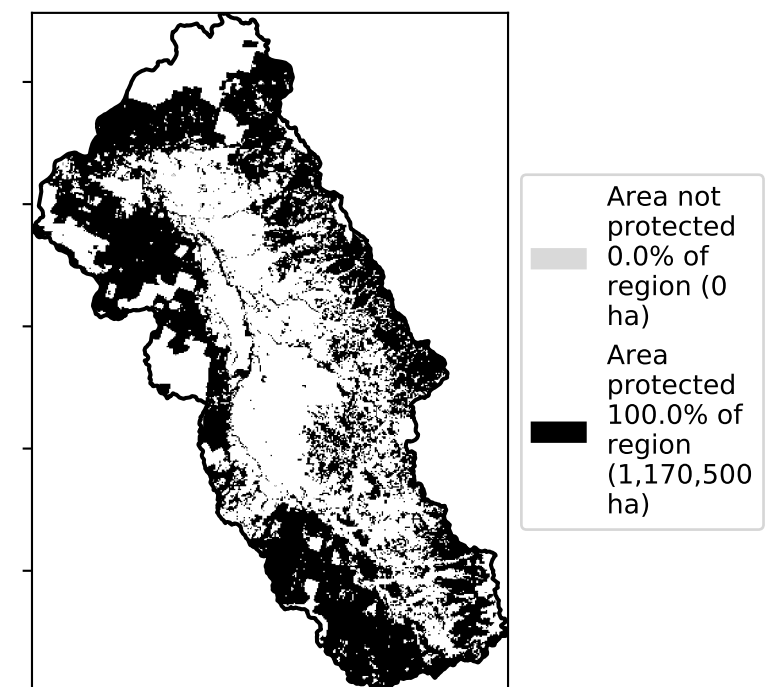 Area not
protected
0.0% of
region (0
ha)
Area
protected
100.0% of
region
(1,170,500
ha)